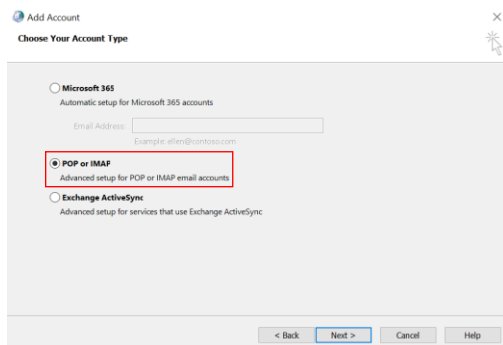 Add Account
Choose Your Account Type
Microsoft 365
Automatic setup for Microsoft 365 accounts
Email Address:
Example: ellen@contoso.com
POP or IMAP
Advanced setup for POP or IMAP email accounts
Exchange ActiveSync
Advanced setup for services that use Exchange ActiveSync
< Back Next > Cancel Help